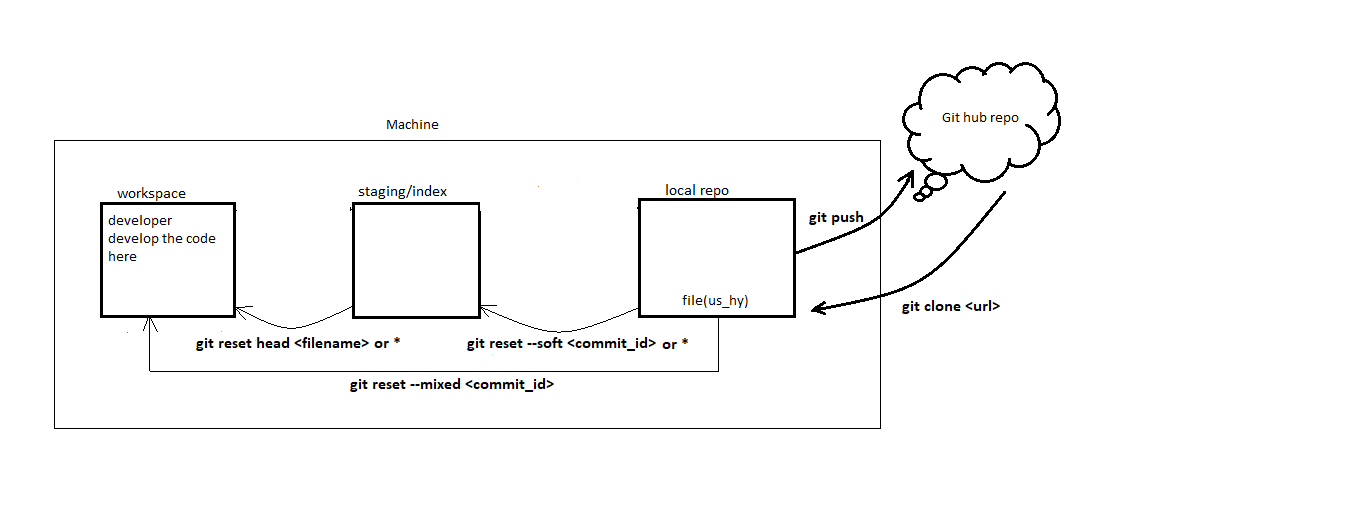 Git hub repo
Machine
workspace
staging/index
local repo
developer
develop the code
here
git push
file(us_hy)
git clone <url>
git reset head <filename> or *
git reset --soft <commit_id> or *
git reset --mixed <commit_id>